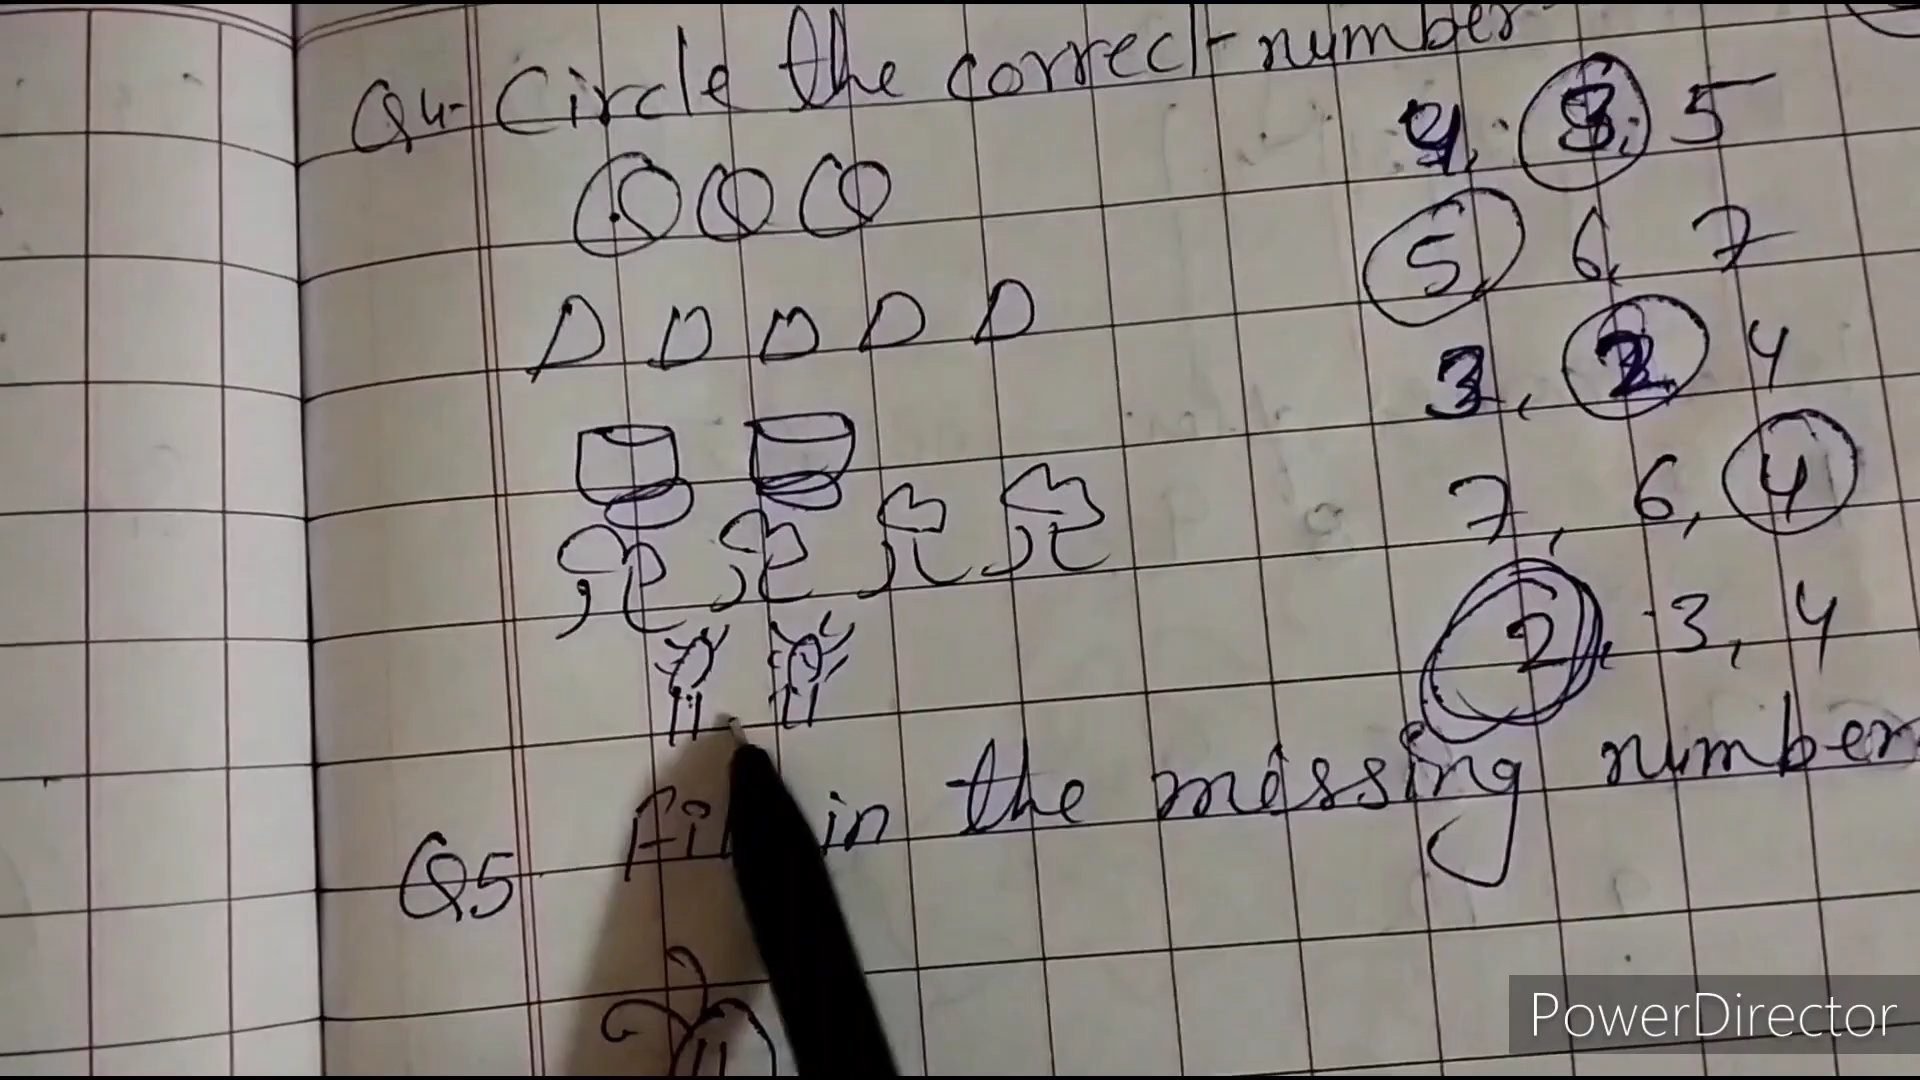 Q4- Circle the correct number
4, 3, 5
5, 6, 7
3, 2, 4
7, 6, 4
2, 3, 4
Q5 fill in the missing number
PowerDirector